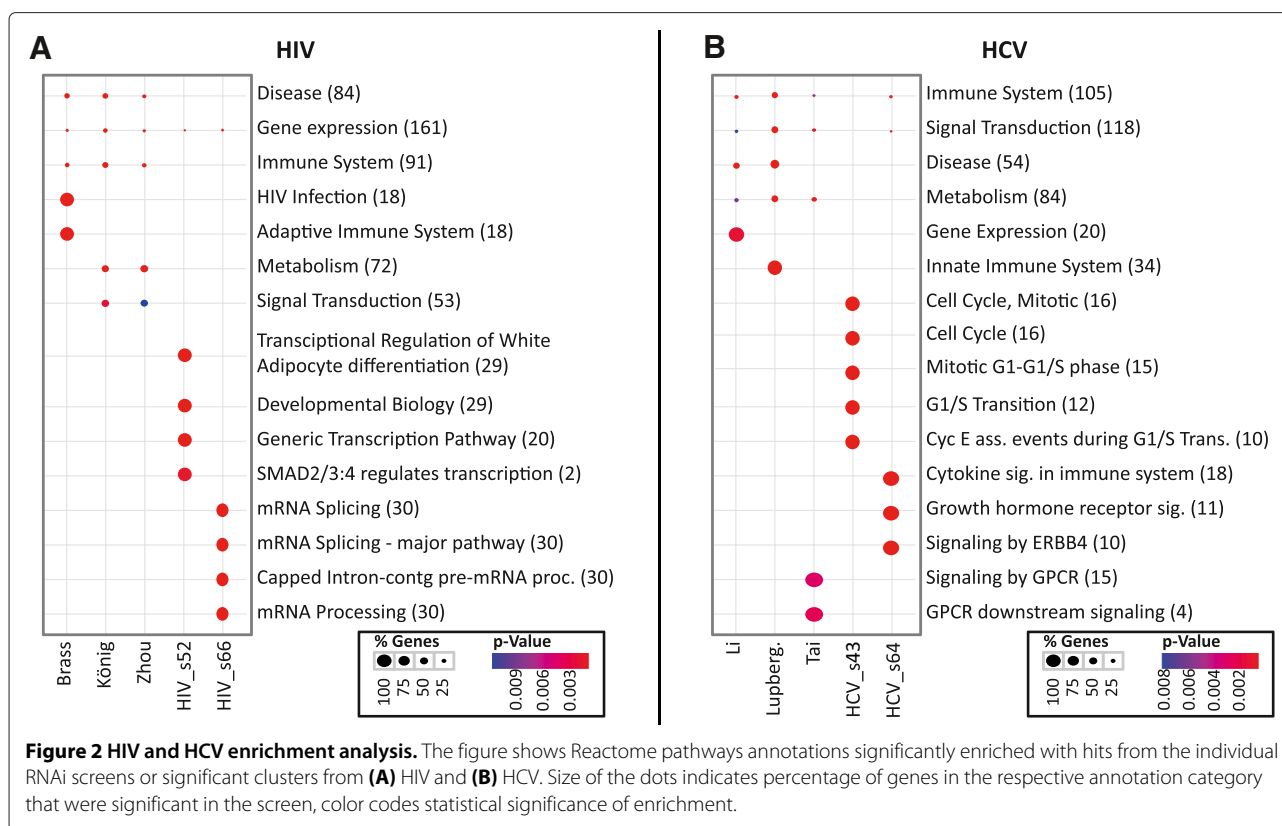 A
HIV
Disease (84)
Gene expression (161)
Immune System (91)
HIV Infection (18)
Adaptive Immune System (18)
Metabolism (72)
Signal Transduction (53)
Transciptional Regulation of White
Adipocyte differentiation (29)
Developmental Biology (29)
Generic Transcription Pathway (20)
SMAD2/3:4 regulates transcription (2)
mRNA Splicing (30)
mRNA Splicing - major pathway (30)
Capped Intron-contg pre-mRNA proc. (30)
mRNA Processing (30)
Brass
König
Zhou
HIV_s52
HIV_s66
% Genes
100
75
50
25
p-Value
0.009
0.006
0.003
B
HCV
Immune System (105)
Signal Transduction (118)
Disease (54)
Metabolism (84)
Gene Expression (20)
Innate Immune System (34)
Cell Cycle, Mitotic (16)
Cell Cycle (16)
Mitotic G1-G1/S phase (15)
G1/S Transition (12)
Cyc E ass. events during G1/S Trans. (10)
Cytokine sig. in immune system (18)
Growth hormone receptor sig. (11)
Signaling by ERBB4 (10)
Signaling by GPCR (15)
GPCR downstream signaling (4)
Li
Lupberg.
Tai
HCV_s43
HCV_s64
% Genes
100
75
50
25
p-Value
0.008
0.006
0.004
0.002
Figure 2 HIV and HCV enrichment analysis. The figure shows Reactome pathways annotations significantly enriched with hits from the individual
RNAi screens or significant clusters from (A) HIV and (B) HCV. Size of the dots indicates percentage of genes in the respective annotation category
that were significant in the screen, color codes statistical significance of enrichment.